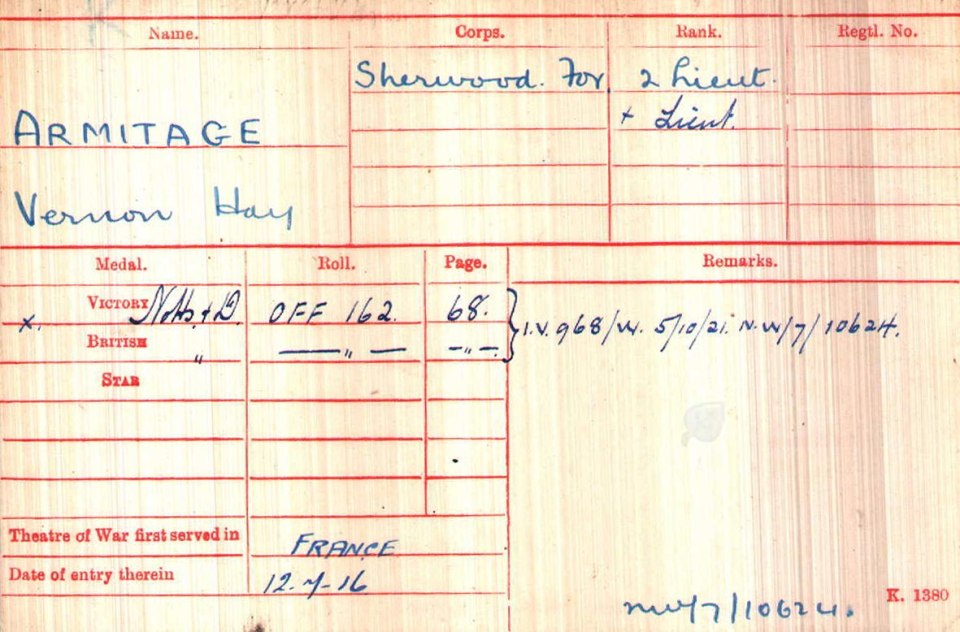 Name. Corps. Rank. Regtl. No.
Sherwood. For. 2 Lieut.
+ Lieut.
ARMITAGE
Vernon Hay
Medal. Roll. Page. Remarks.
x. VICTORY Notts. + D. OFF 162. 68. } I.V. 968/W. 5/10/21. N.W/7/10624.
BRITISH " — " — — " —
STAR
Theatre of War first served in FRANCE
Date of entry therein 12-7-16
K. 1380
NW/7/10624.